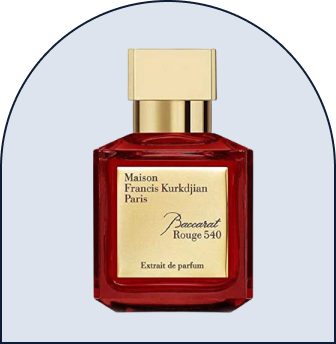 Maison
Francis Kurkdjian
Paris
Baccarat
Rouge 540
Extrait de parfum